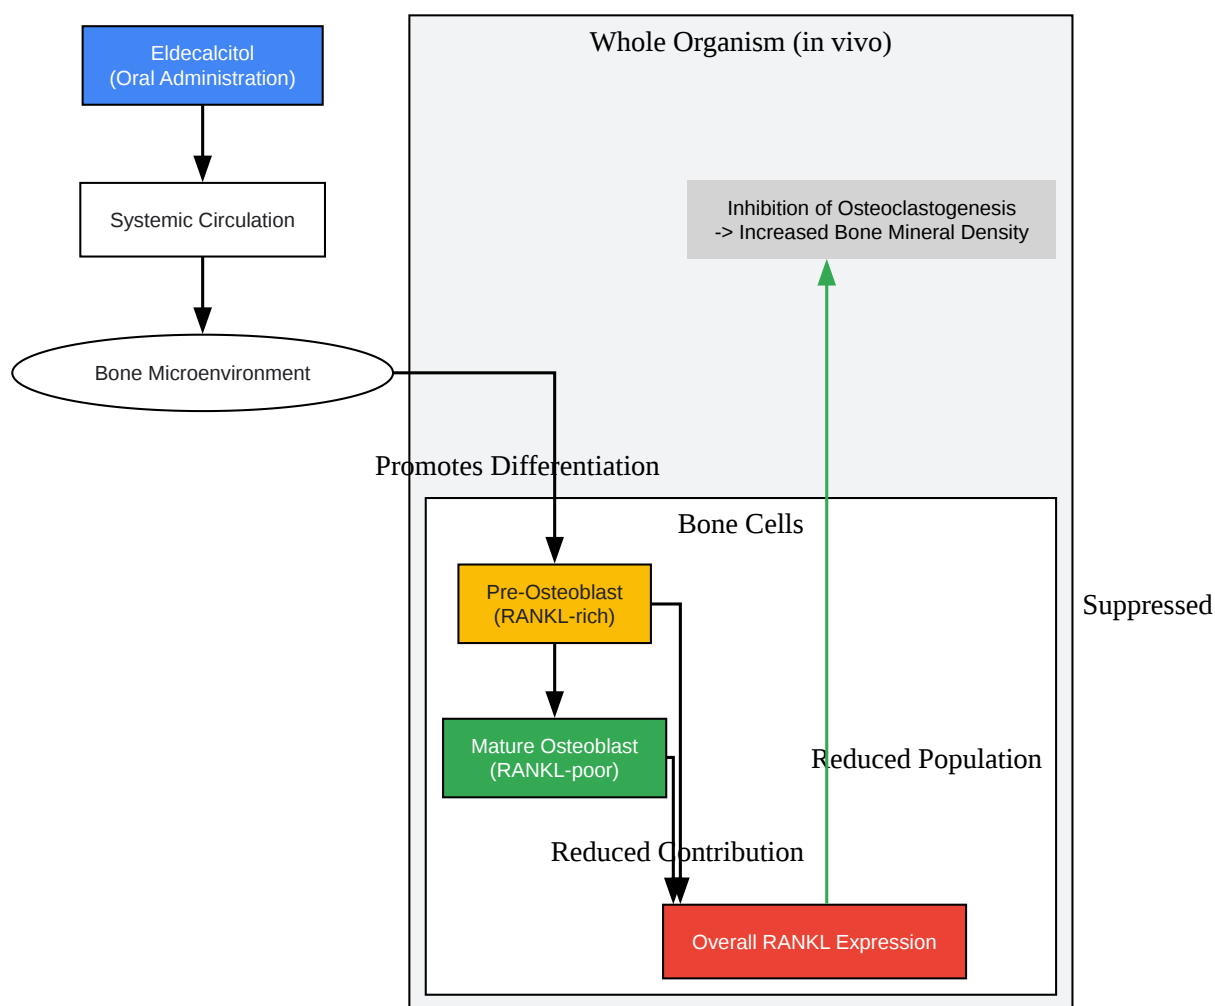 Whole Organism (in vivo)
Eldecalcitol
(Oral Administration)
Systemic Circulation
Inhibition of Osteoclastogenesis
-> Increased Bone Mineral Density
Bone Microenvironment
Promotes Differentiation
Bone Cells
Pre-Osteoblast
(RANKL-rich)
Suppressed
Mature Osteoblast
(RANKL-poor)
Reduced Population
Reduced Contribution
Overall RANKL Expression